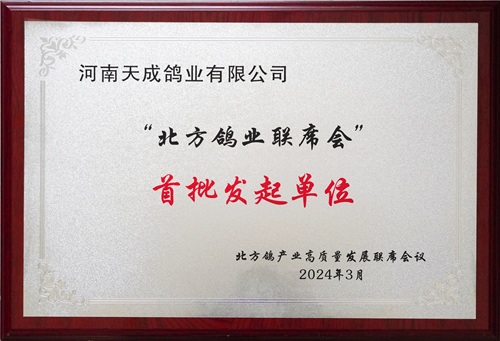 河南天成鸽业有限公司
“北方鸽业联席会”
首批发起单位
北方鸽产业高质量发展联席会议
2024年3月